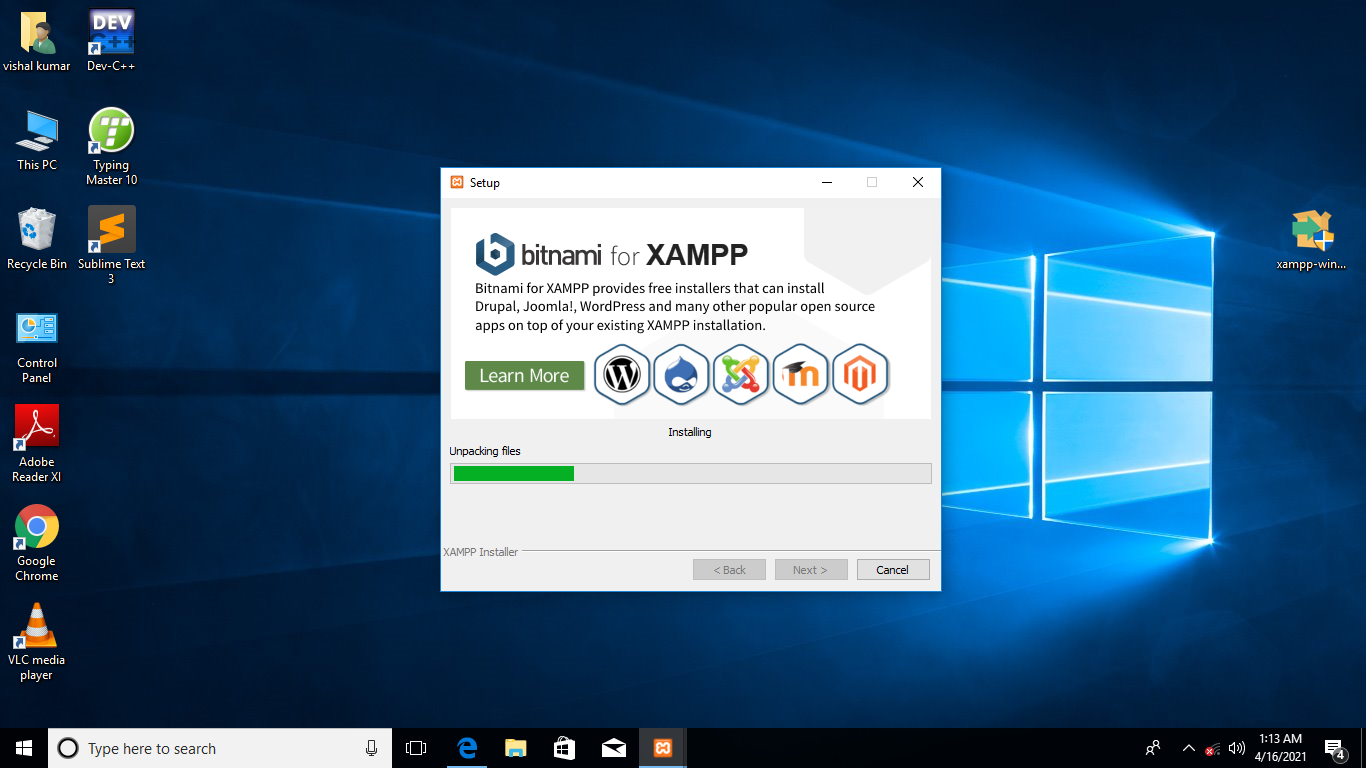 vishal kumar
Dev-C++
This PC
Typing
Master 10
Recycle Bin
Sublime Text
3
Control
Panel
Adobe
Reader XI
Google
Chrome
VLC media
player
DEV
C++
Setup
bitnami for XAMPP
Bitnami for XAMPP provides free installers that can install
Drupal, Joomla!, WordPress and many other popular open source
apps on top of your existing XAMPP installation.
Learn More
Installing
Unpacking files
XAMPP Installer
< Back
Next >
Cancel
xampp-win...
Type here to search
1:13 AM
4/16/2021
4